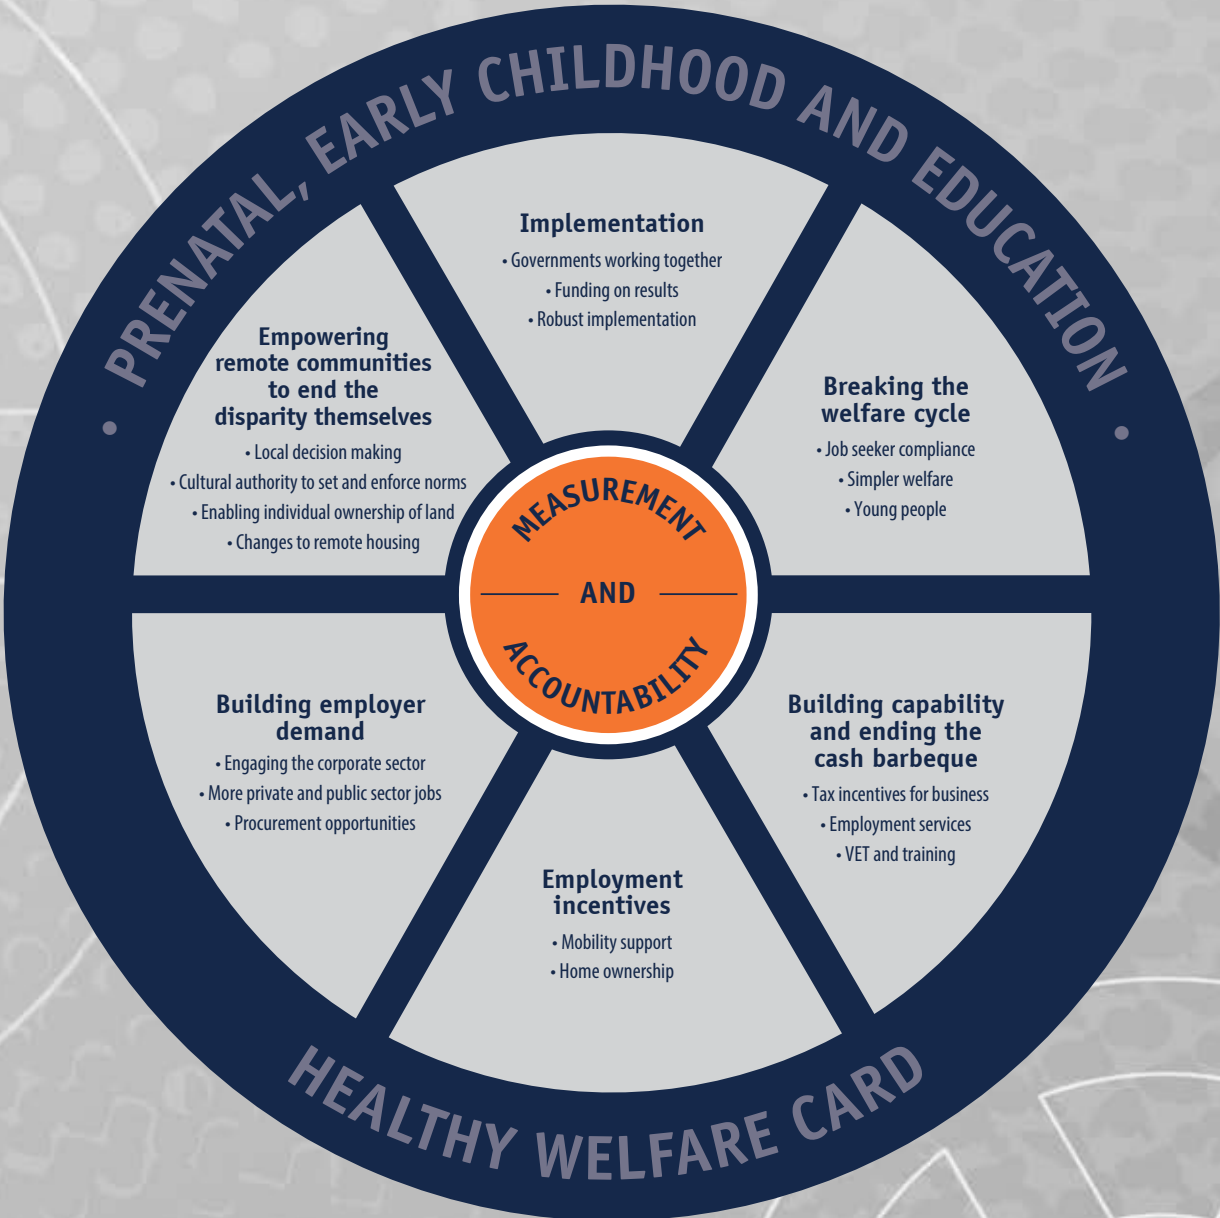 PRENATAL, EARLY CHILDHOOD AND EDUCATION
Implementation
• Governments working together
• Funding on results
• Robust implementation
Breaking the
welfare cycle
• Job seeker compliance
• Simpler welfare
• Young people
Building capability
and ending the
cash barbeque
• Tax incentives for business
• Employment services
• VET and training
Employment
incentives
• Mobility support
• Home ownership
Building employer
demand
• Engaging the corporate sector
• More private and public sector jobs
• Procurement opportunities
Empowering
remote communities
to end the
disparity themselves
• Local decision making
• Cultural authority to set and enforce norms
• Enabling individual ownership of land
• Changes to remote housing
MEASUREMENT
AND
ACCOUNTABILITY
HEALTHY WELFARE CARD